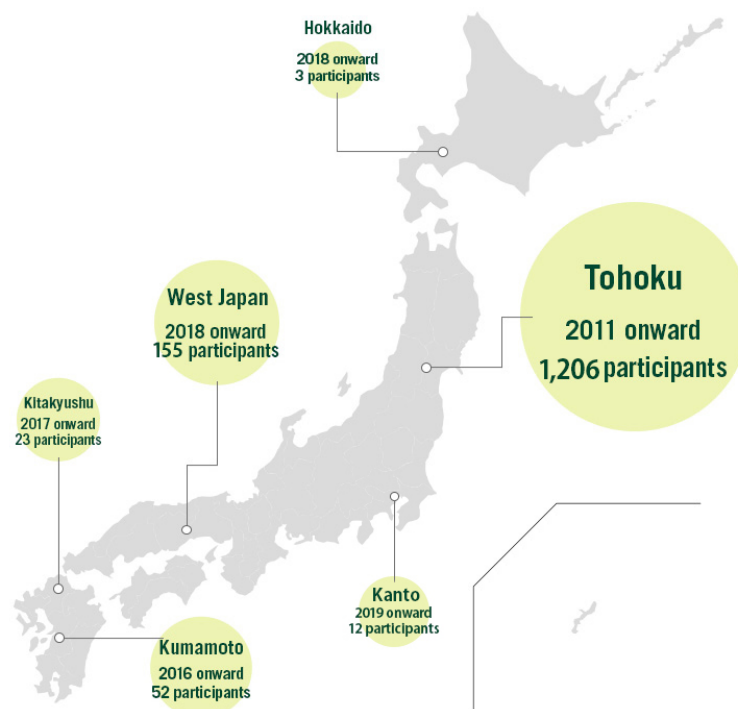 Hokkaido
2018 onward
3 participants
Tohoku
2011 onward
1,206 participants
West Japan
2018 onward
155 participants
Kitakyushu
2017 onward
23 participants
Kanto
2019 onward
12 participants
Kumamoto
2016 onward
52 participants